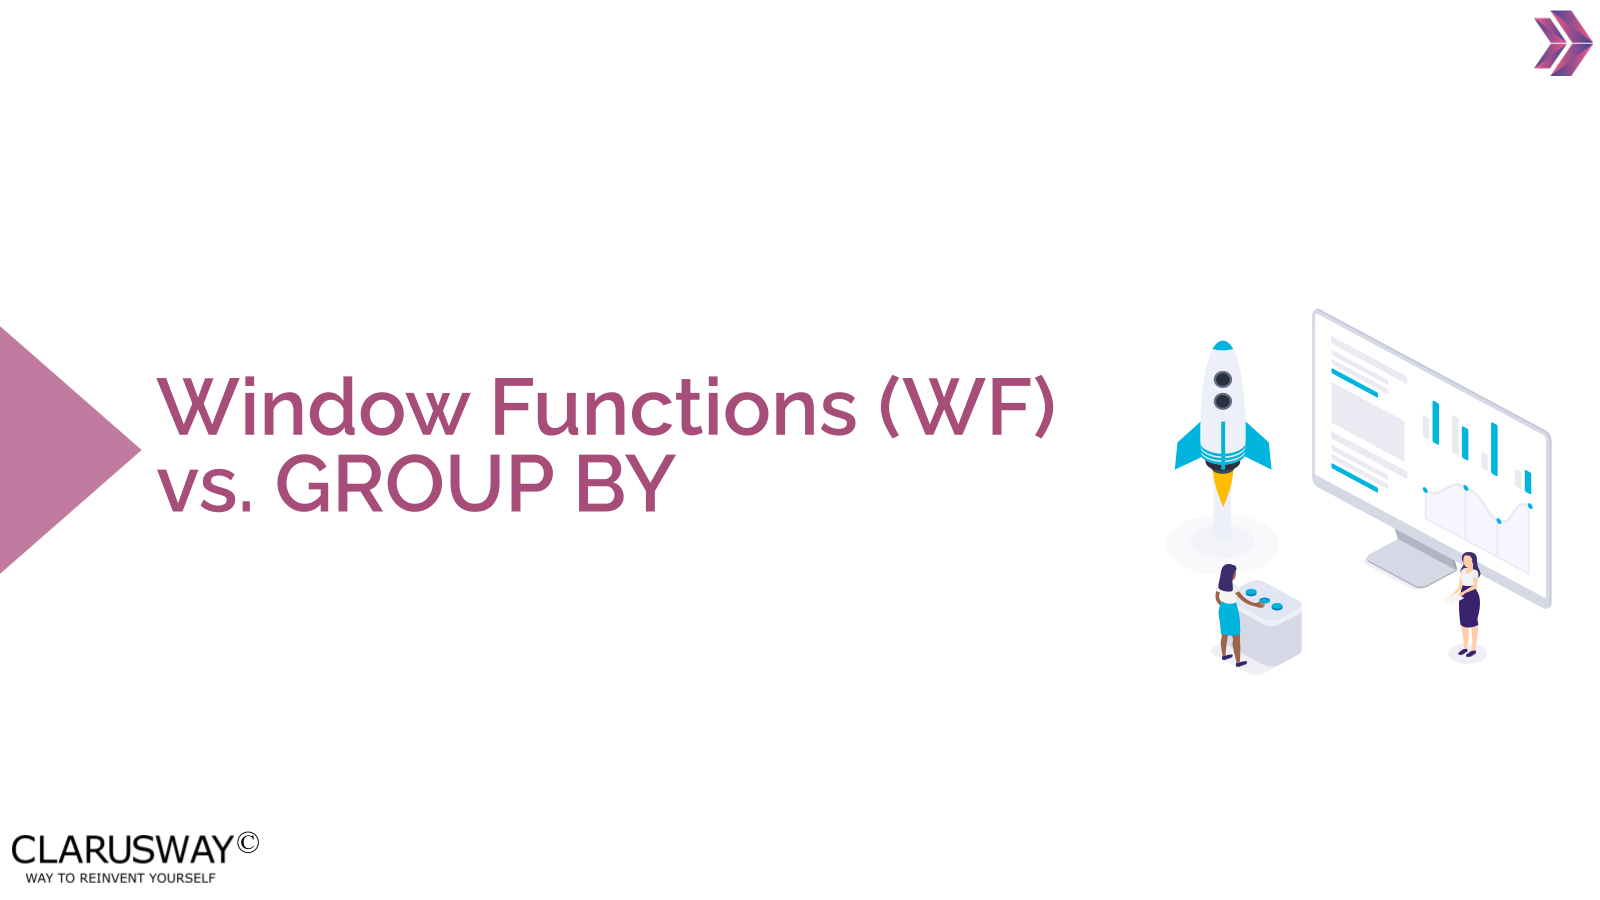 Window Functions (WF)
vs. GROUP BY
CLARUSWAY©
WAY TO REINVENT YOURSELF